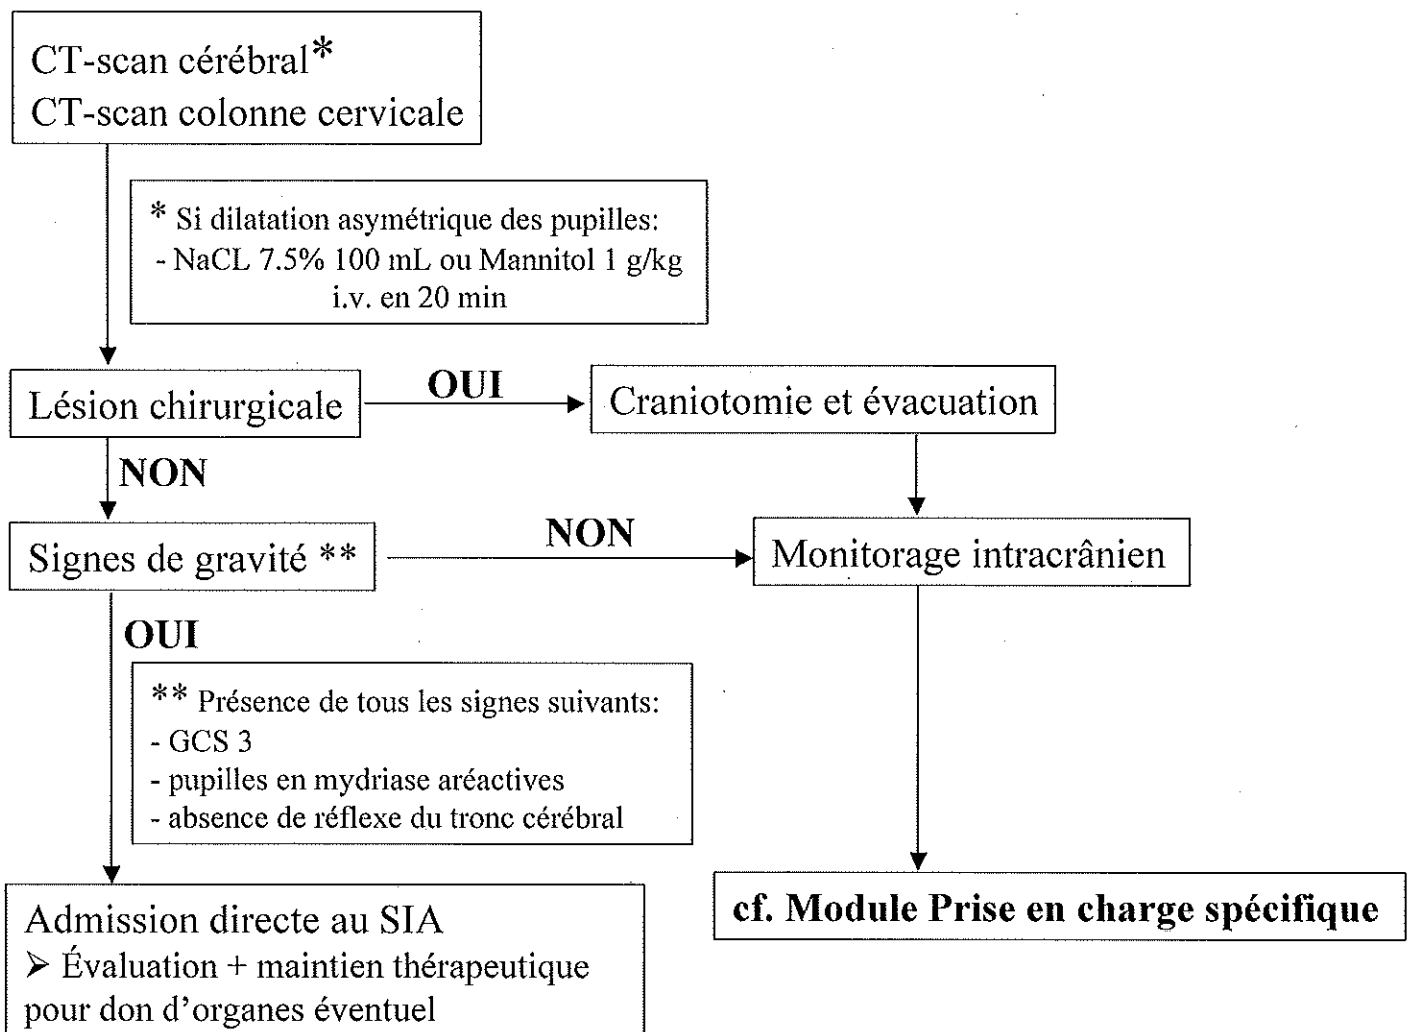 CT-scan cérébral*
CT-scan colonne cervicale
* Si dilatation asymétrique des pupilles:
- NaCL 7.5% 100 mL ou Mannitol 1 g/kg
i.v. en 20 min
Lésion chirurgicale
OUI
Craniotomie et évacuation
NON
Signes de gravité **
NON
Monitorage intracrânien
OUI
** Présence de tous les signes suivants:
- GCS 3
- pupilles en mydriase aréactives
- absence de réflexe du tronc cérébral
Admission directe au SIA
➢ Évaluation + maintien thérapeutique
pour don d'organes éventuel
cf. Module Prise en charge spécifique